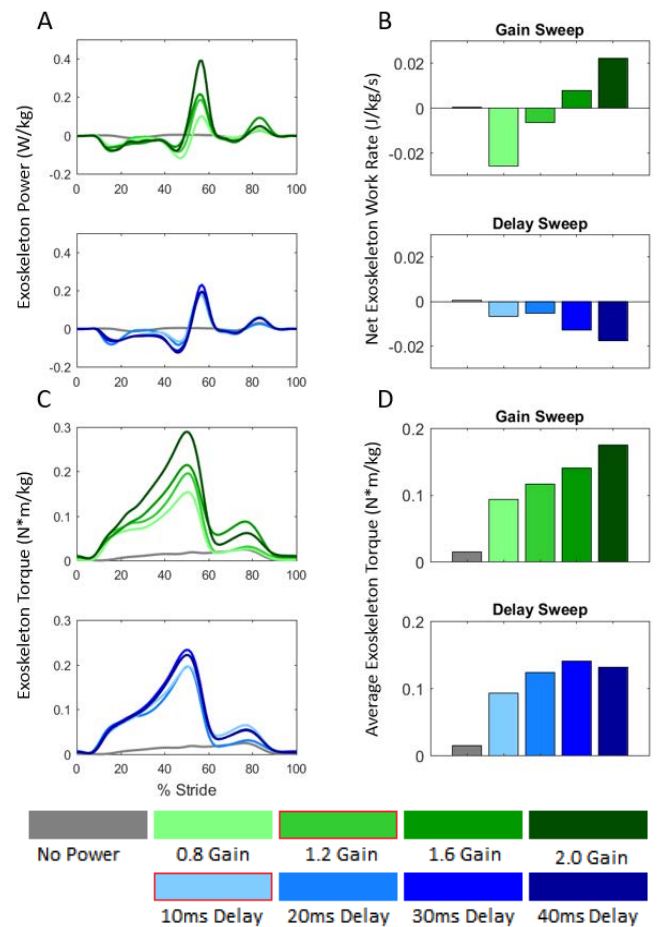 A
B
Gain Sweep
Exoskeleton Power (W/kg)
0.4
0.2
0
-0.2
0 20 40 60 80 100
0.4
0.2
0
-0.2
0 20 40 60 80 100
Net Exoskeleton Work Rate (J/kg/s)
0.02
0
-0.02
Delay Sweep
0.02
0
-0.02
C
D
Gain Sweep
Exoskeleton Torque (N*m/kg)
0.3
0.2
0.1
0
0 20 40 60 80 100
0.3
0.2
0.1
0
0 20 40 60 80 100
% Stride
Average Exoskeleton Torque (N*m/kg)
0.2
0.1
0
Delay Sweep
0.2
0.1
0
No Power 0.8 Gain 1.2 Gain 1.6 Gain 2.0 Gain
10ms Delay 20ms Delay 30ms Delay 40ms Delay